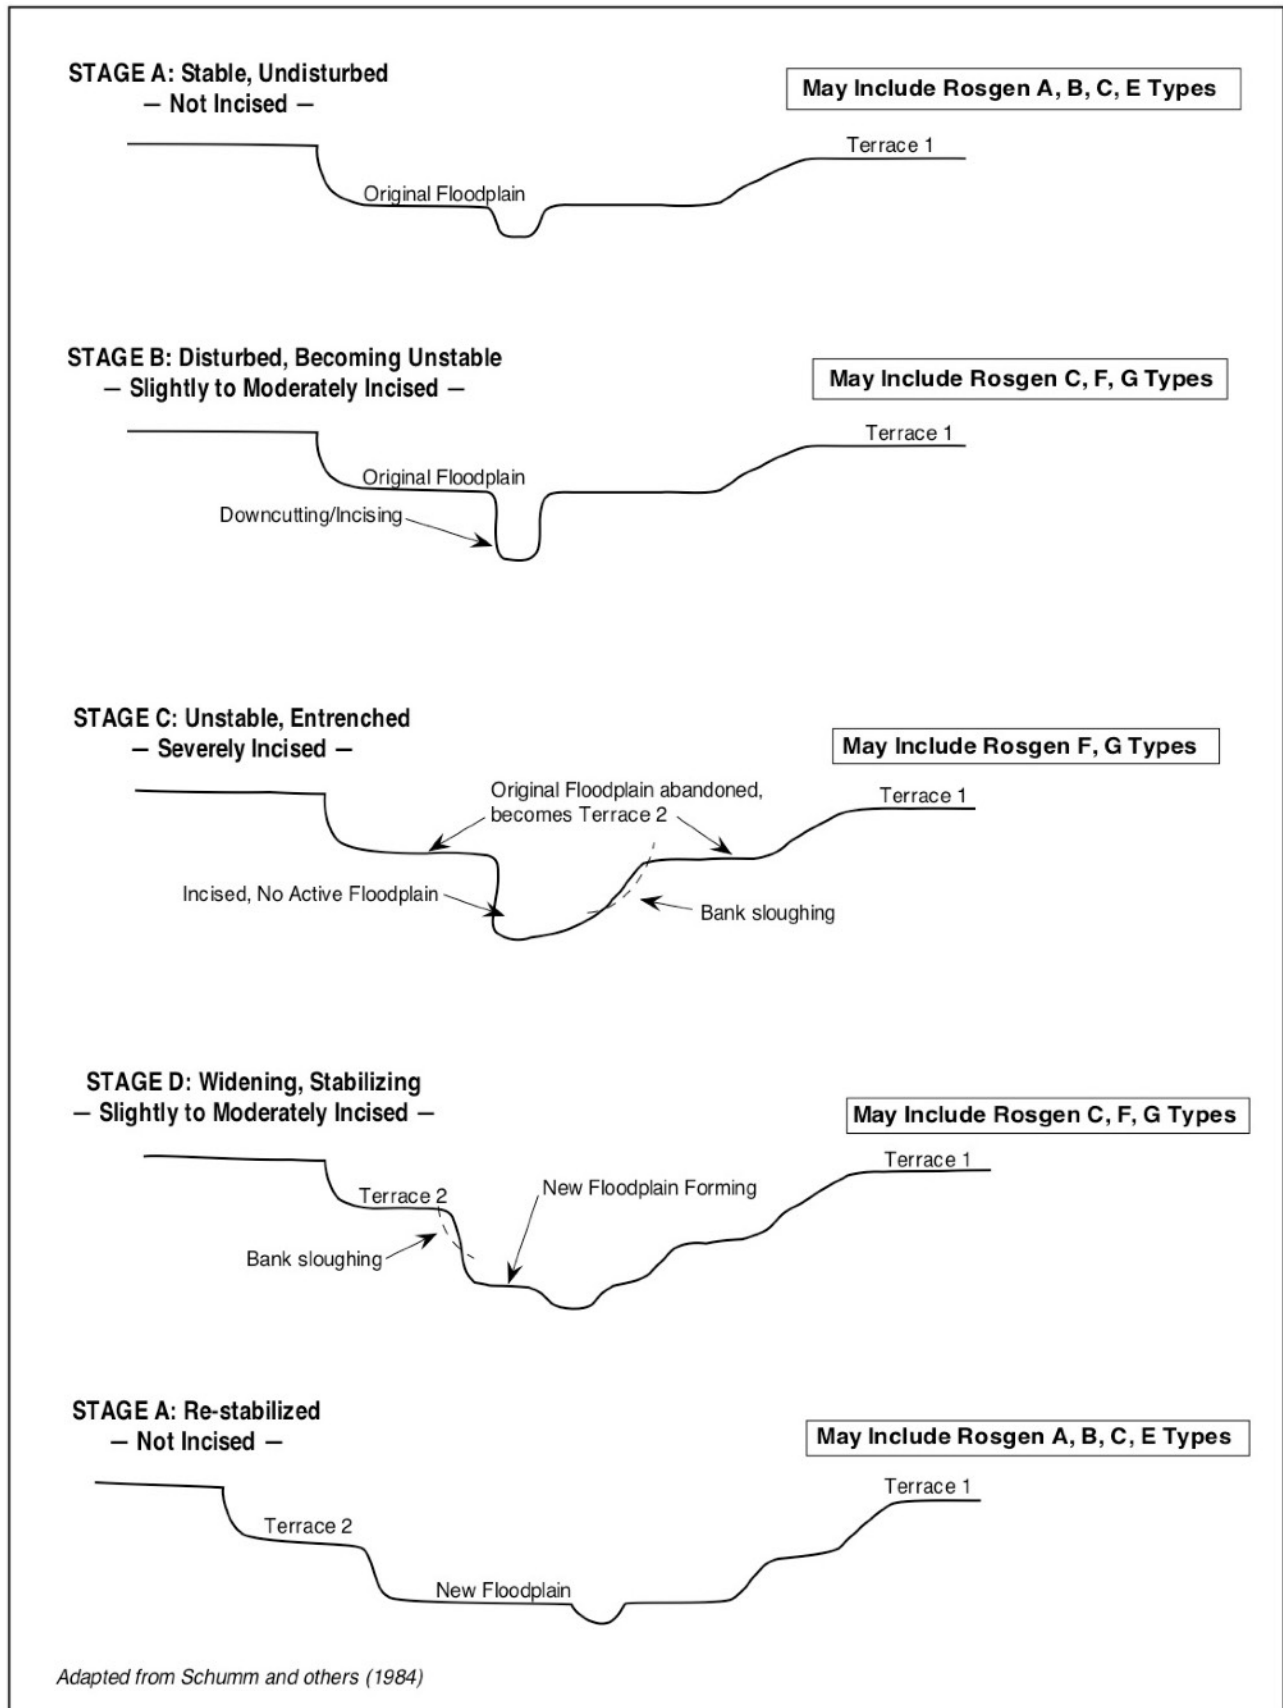 STAGE A: Stable, Undisturbed
— Not Incised —
May Include Rosgen A, B, C, E Types
Terrace 1
Original Floodplain
STAGE B: Disturbed, Becoming Unstable
— Slightly to Moderately Incised —
May Include Rosgen C, F, G Types
Terrace 1
Original Floodplain
Downcutting/Incising
STAGE C: Unstable, Entrenched
— Severely Incised —
May Include Rosgen F, G Types
Original Floodplain abandoned,
becomes Terrace 2
Terrace 1
Incised, No Active Floodplain
Bank sloughing
STAGE D: Widening, Stabilizing
— Slightly to Moderately Incised —
May Include Rosgen C, F, G Types
Terrace 1
Terrace 2
New Floodplain Forming
Bank sloughing
STAGE A: Re-stabilized
— Not Incised —
May Include Rosgen A, B, C, E Types
Terrace 1
Terrace 2
New Floodplain
Adapted from Schumm and others (1984)